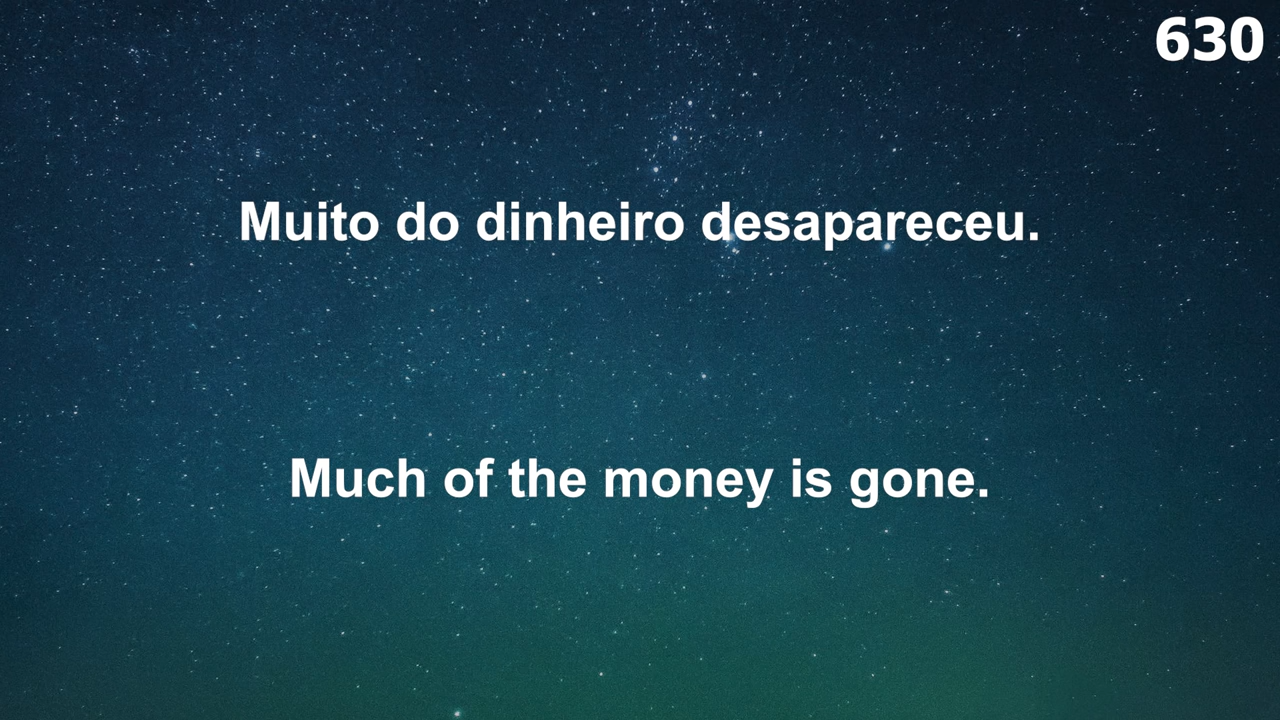 630
Muito do dinheiro desapareceu.
Much of the money is gone.